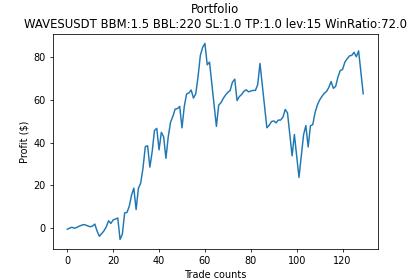 Portfolio
WAVESUSDT BBM:1.5 BBL:220 SL:1.0 TP:1.0 lev:15 WinRatio:72.0
Profit ($)
80
60
40
20
0
0 20 40 60 80 100 120
Trade counts